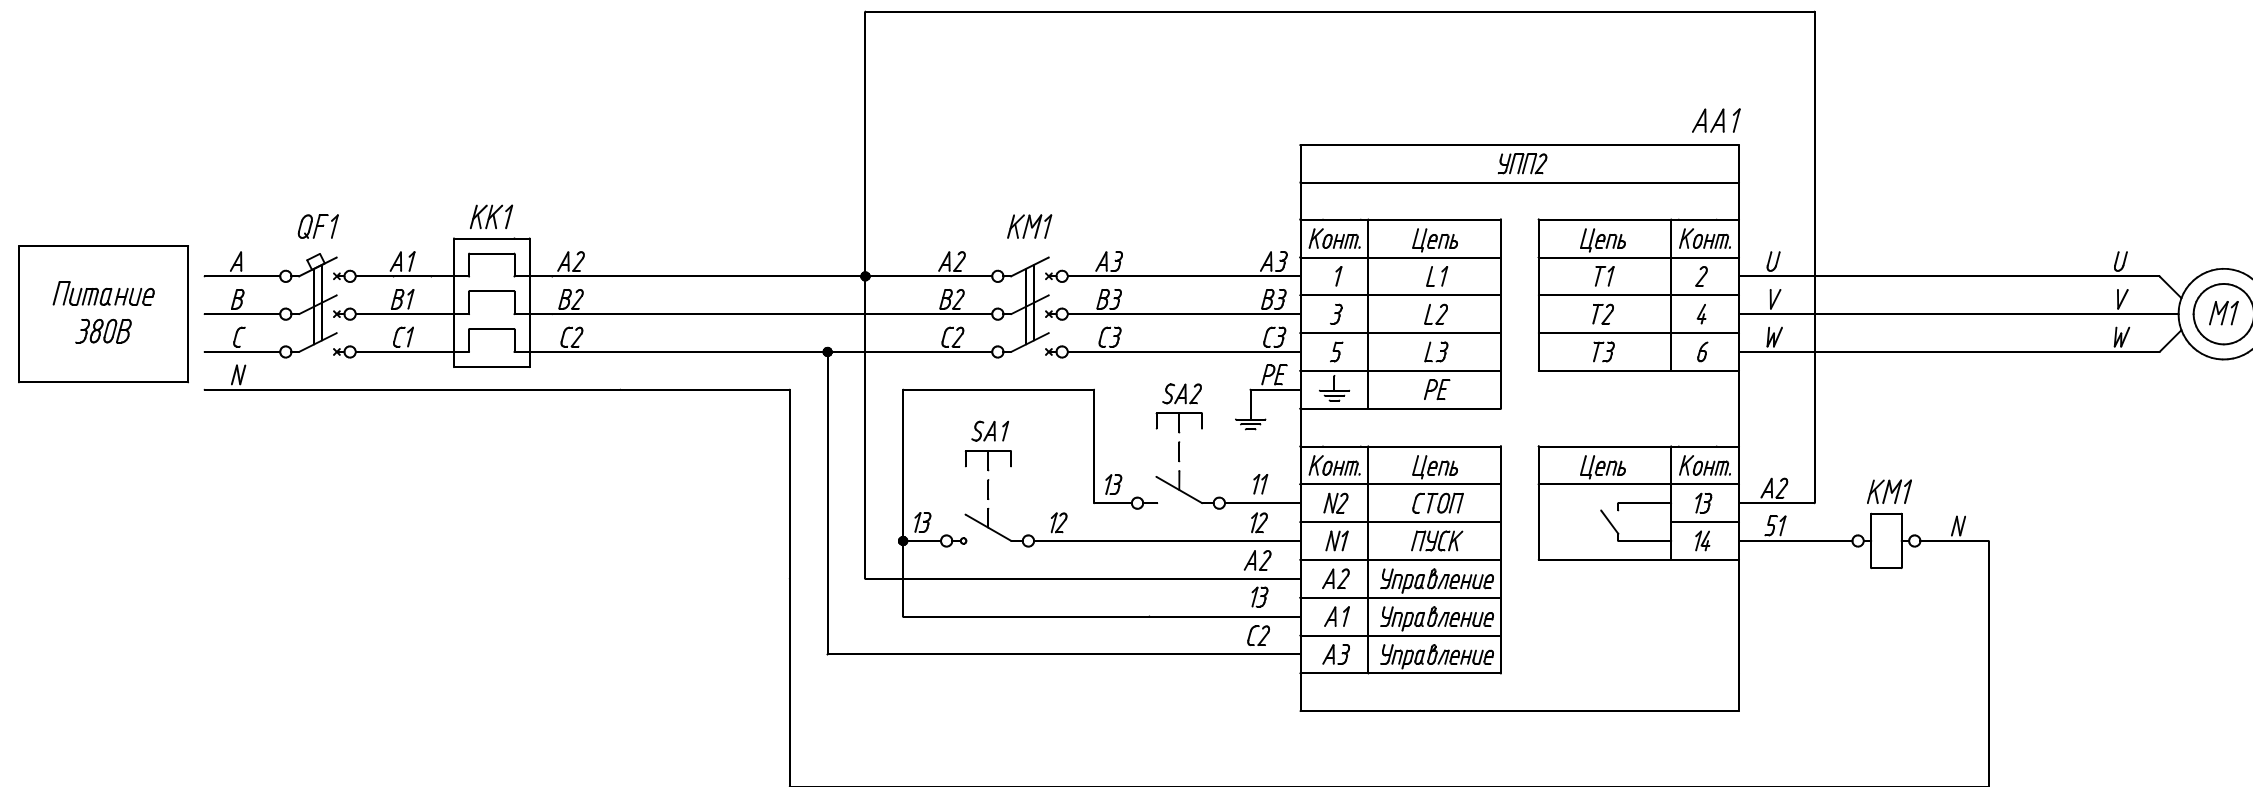 AA1
УПП2
QF1
KK1
KM1
Конт. Цепь Цепь Конт.
A A1 A2 A2 A3 A3 1 L1 T1 2 U U
Питание
380В
B B1 B2 B2 B3 B3 3 L2 T2 4 V V M1
C C1 C2 C2 C3 C3 5 L3 T3 6 W W
N PE PE
SA2
SA1
Конт. Цепь Цепь Конт.
13 11 N2 СТОП 13 A2 KM1
13 12 12 N1 ПУСК 14 51 N
A2 A2 Управление
13 A1 Управление
C2 A3 Управление